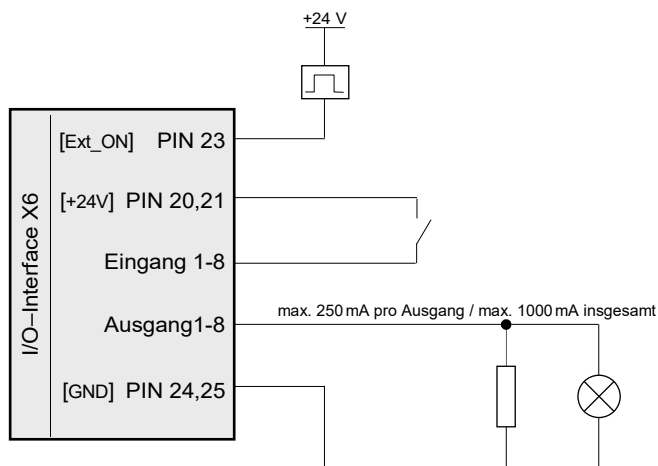 +24 V
I/O–Interface X6
[Ext_ON] PIN 23
[+24V] PIN 20,21
Eingang 1-8
Ausgang1-8
max. 250 mA pro Ausgang / max. 1000 mA insgesamt
[GND] PIN 24,25